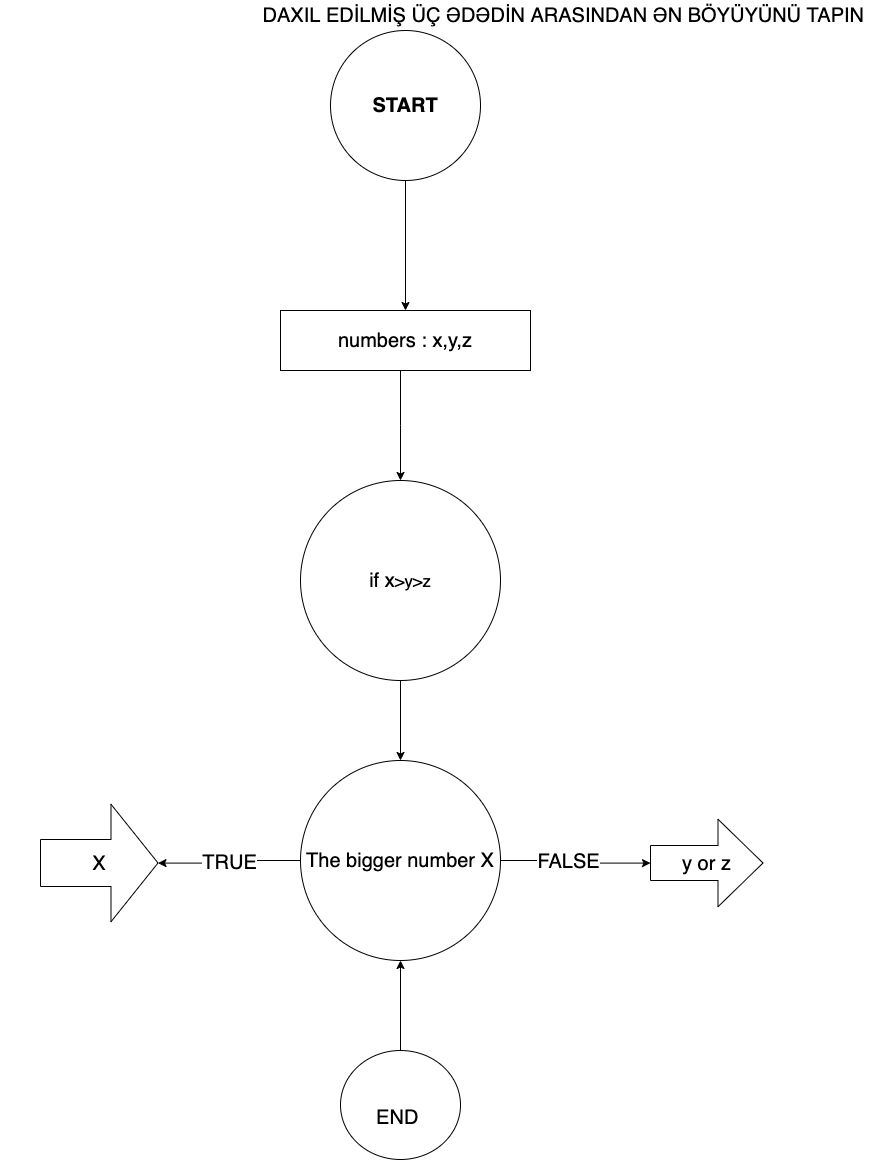 DAXIL EDİLMİŞ ÜÇ ƏDƏDİN ARASINDAN ƏN BÖYÜYÜNÜ TAPIN
START
numbers : x,y,z
if x>y>z
The bigger number X
TRUE
X
FALSE
y or z
END